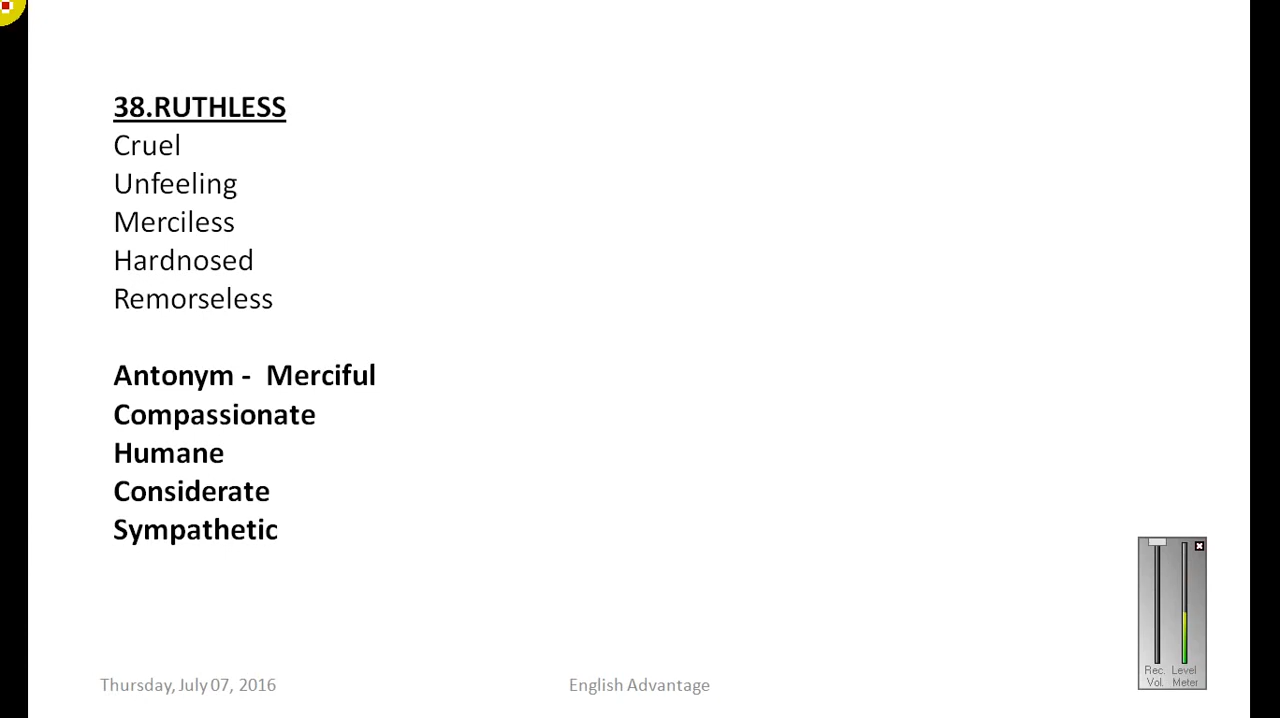 38.RUTHLESS
Cruel
Unfeeling
Merciless
Hardnosed
Remorseless
Antonym -  Merciful
Compassionate
Humane
Considerate
Sympathetic
Rec. Level
Vol. Meter
Thursday, July 07, 2016
English Advantage